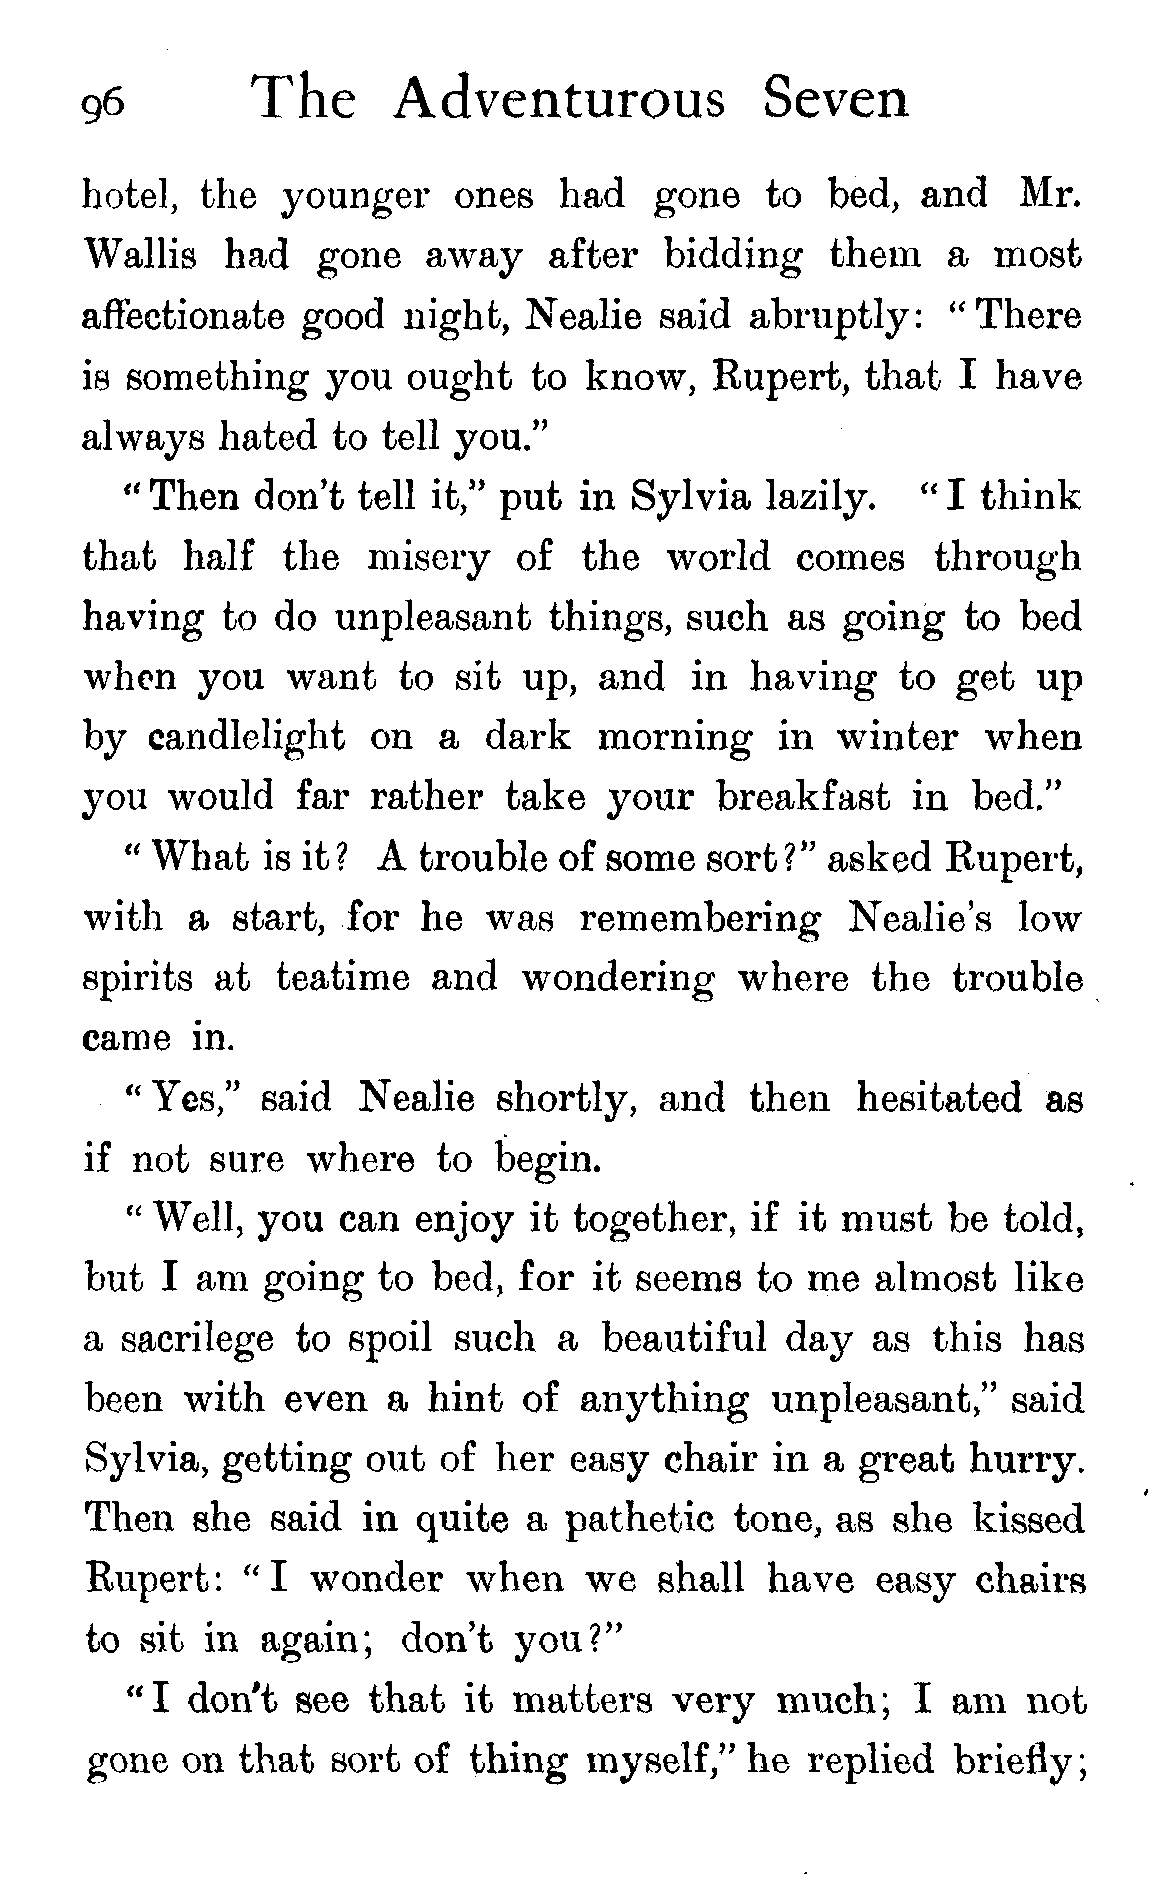 96 The Adventurous Seven
hotel, the younger ones had gone to bed, and Mr.
Wallis had gone away after bidding them a most
affectionate good night, Nealie said abruptly: “There
is something you ought to know, Rupert, that I have
always hated to tell you.”
“Then don’t tell it,” put in Sylvia lazily. “I think
that half the misery of the world comes through
having to do unpleasant things, such as going to bed
when you want to sit up, and in having to get up
by candlelight on a dark morning in winter when
you would far rather take your breakfast in bed.”
“What is it? A trouble of some sort?” asked Rupert,
with a start, for he was remembering Nealie’s low
spirits at teatime and wondering where the trouble
came in.
“Yes,” said Nealie shortly, and then hesitated as
if not sure where to begin.
“Well, you can enjoy it together, if it must be told,
but I am going to bed, for it seems to me almost like
a sacrilege to spoil such a beautiful day as this has
been with even a hint of anything unpleasant,” said
Sylvia, getting out of her easy chair in a great hurry.
Then she said in quite a pathetic tone, as she kissed
Rupert: “I wonder when we shall have easy chairs
to sit in again; don’t you?”
“I don’t see that it matters very much; I am not
gone on that sort of thing myself,” he replied briefly;